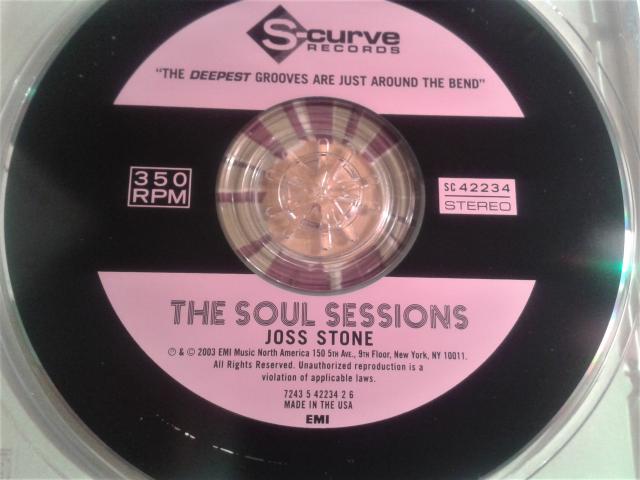 S-curve
RECORDS
"THE DEEPEST GROOVES ARE JUST AROUND THE BEND"
350
RPM
SC 42234
STEREO
THE SOUL SESSIONS
JOSS STONE
℗ & © 2003 EMI Music North America 150 5TH Ave., 9TH Floor, New York, NY 10011.
All Rights Reserved. Unauthorized reproduction is a
violation of applicable laws.
7243 5 42234 2 6
MADE IN THE USA
EMI